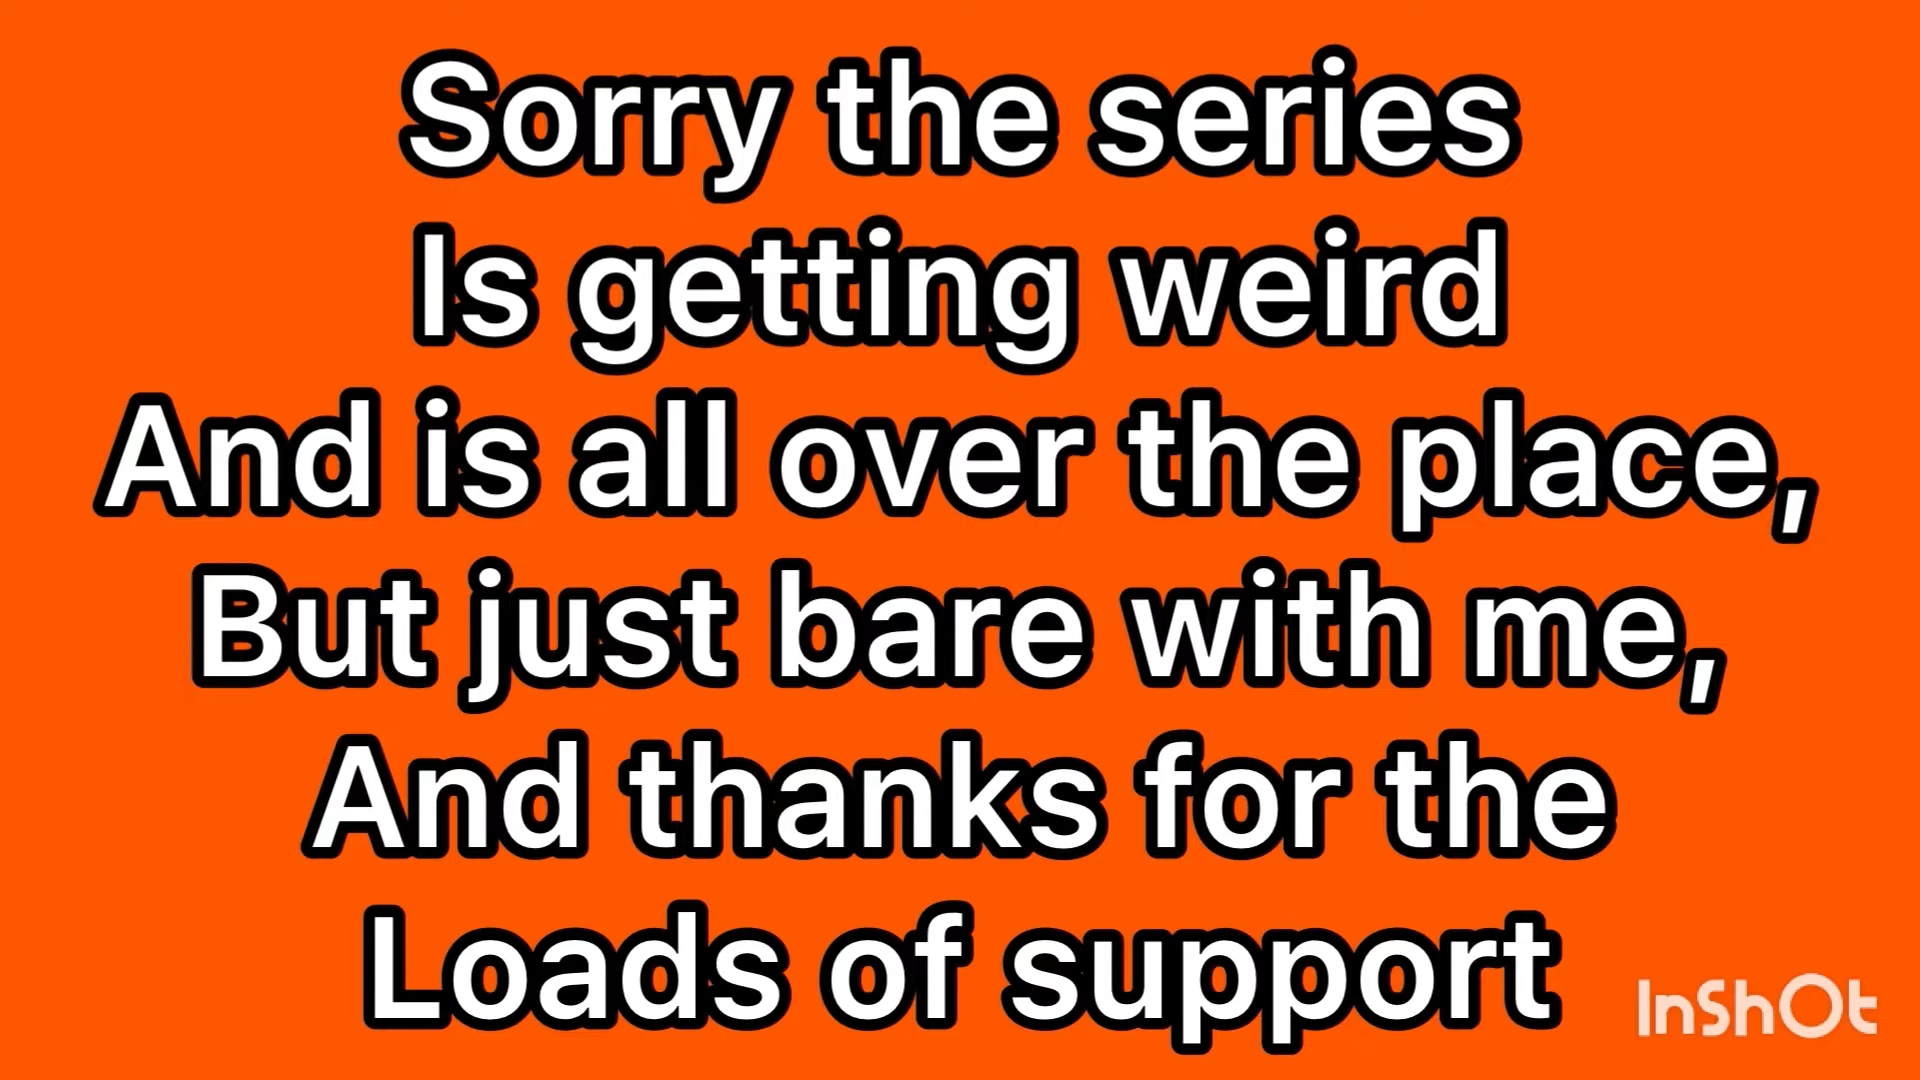 Sorry the series
Is getting weird
And is all over the place,
But just bare with me,
And thanks for the
Loads of support
InShOt